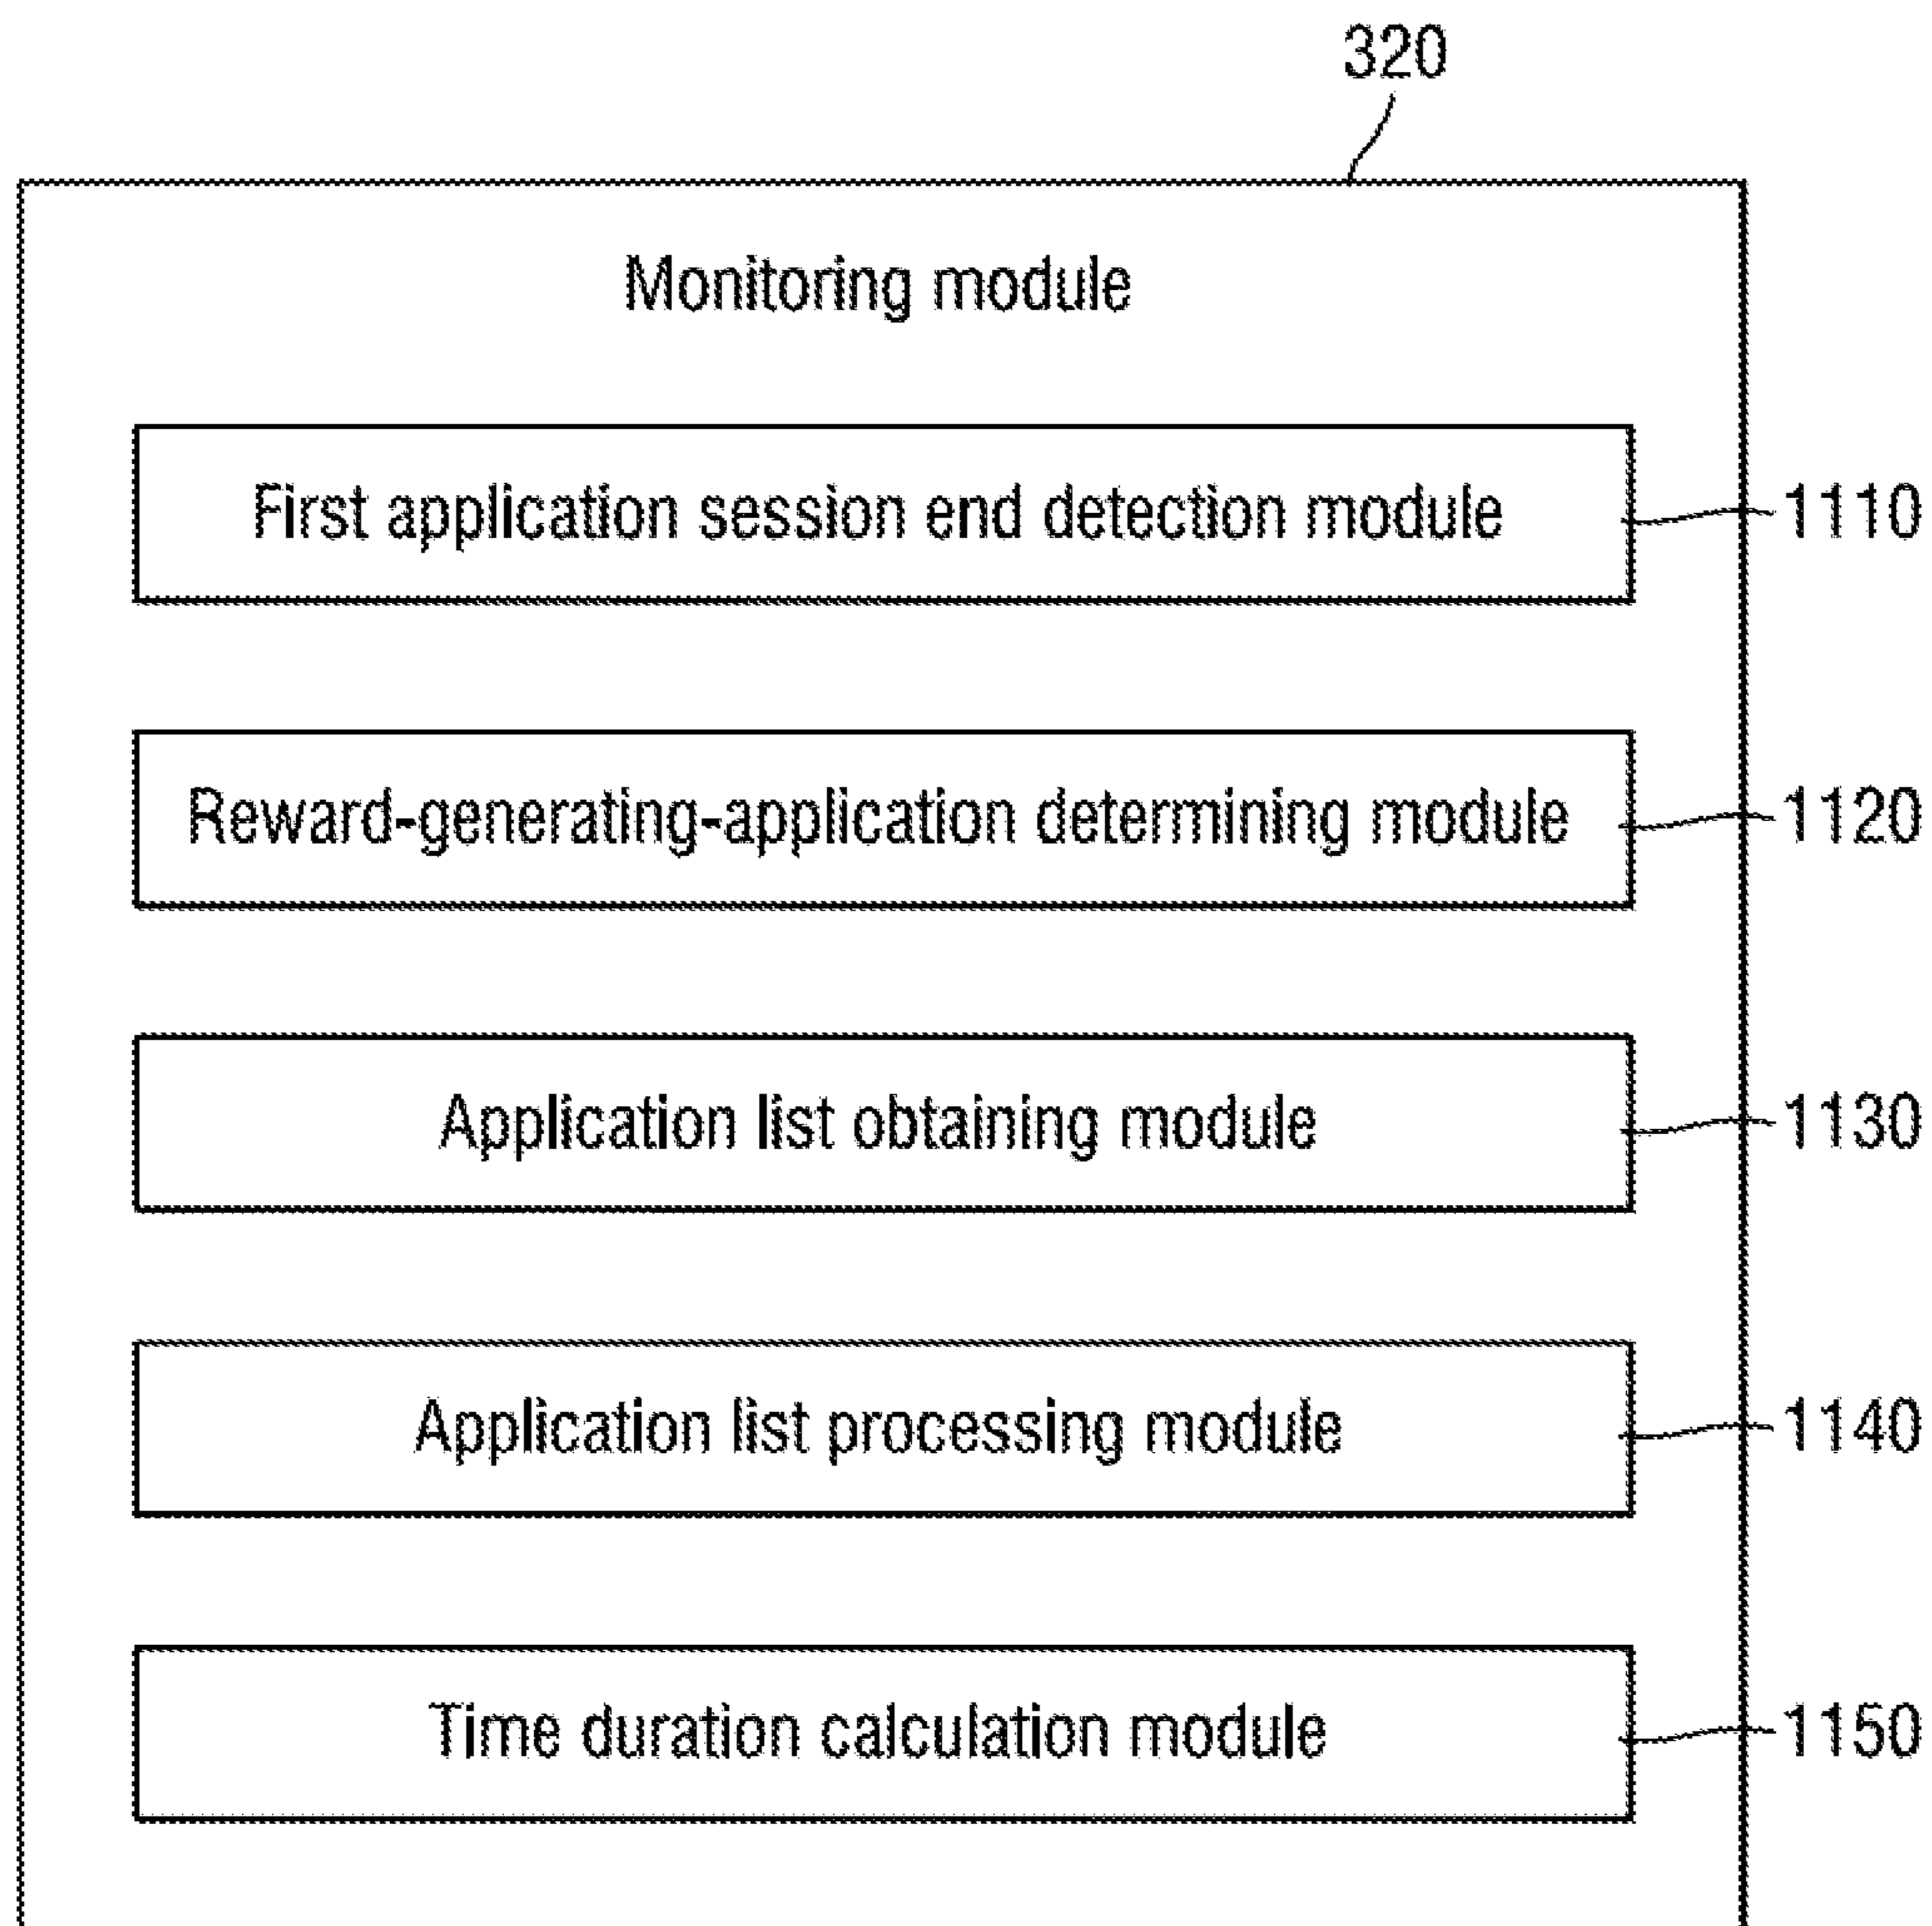 320
Monitoring module
First application session end detection module
1110
Reward-generating-application determining module
1120
Application list obtaining module
1130
Application list processing module
1140
Time duration calculation module
1150